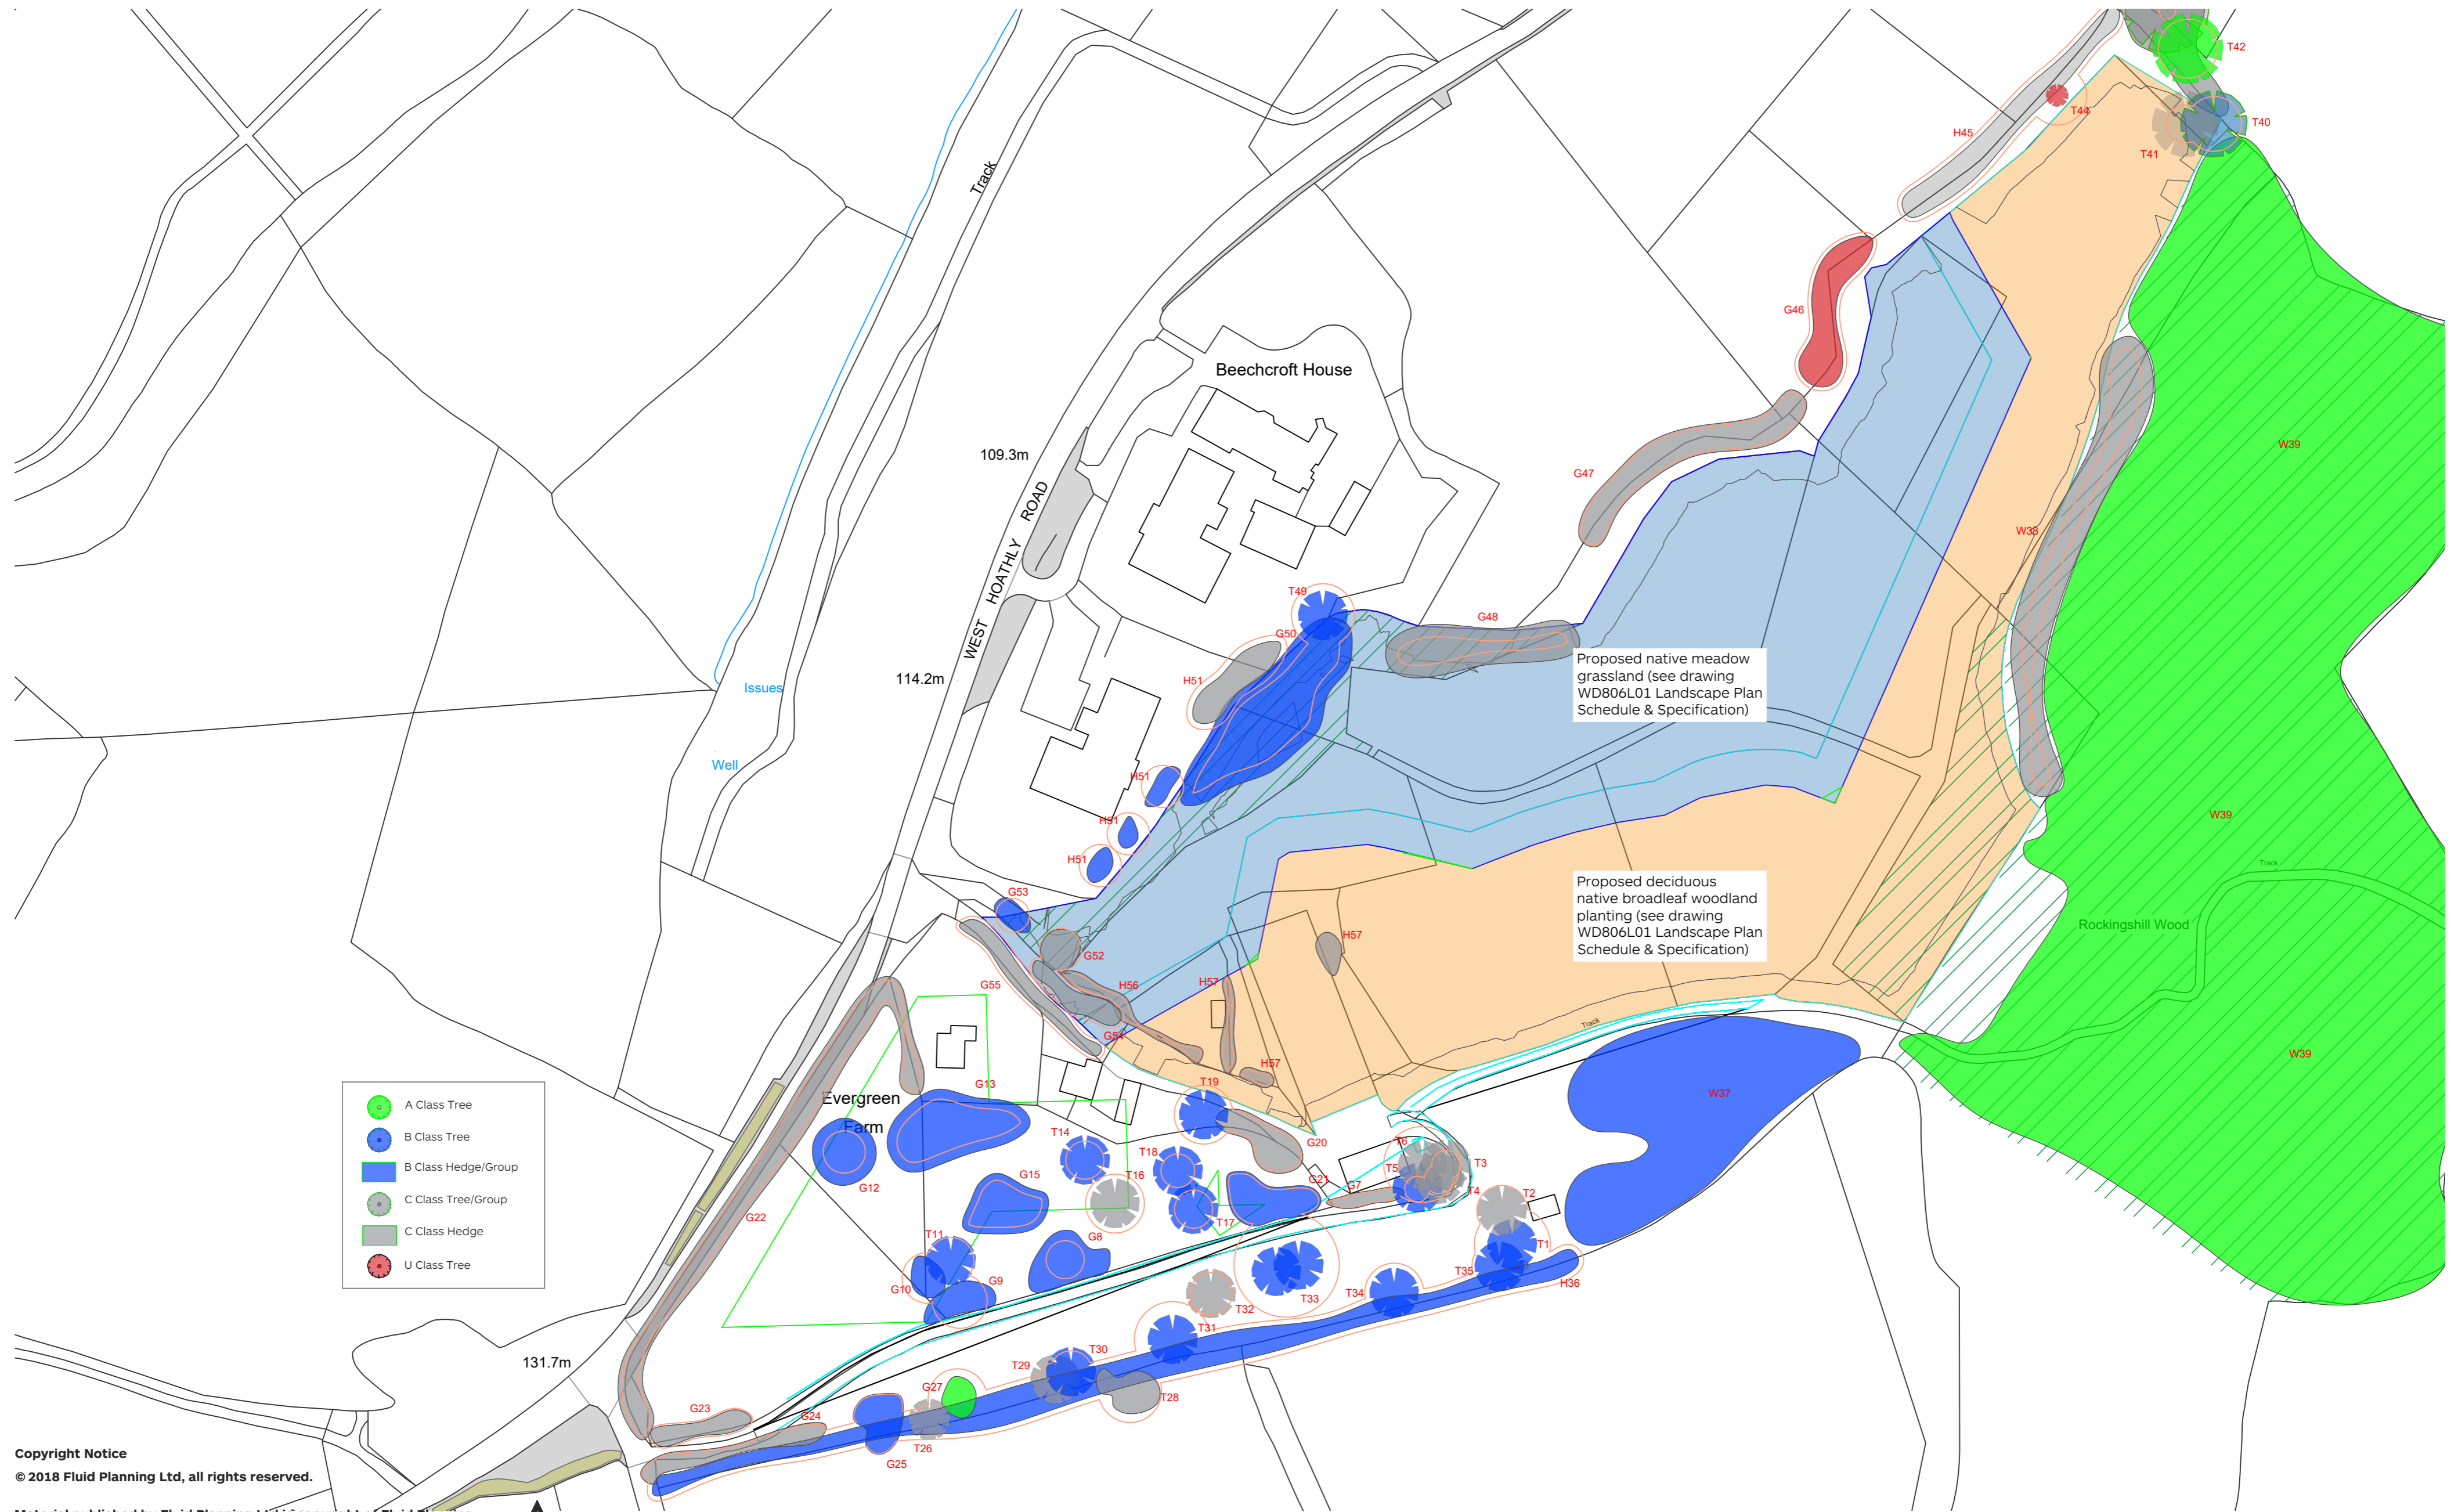 T42
T40
T44
T41
H45
Track
G46
Beechcroft House
W39
109.3m
G47
ROAD
HOATHLY
WEST
W38
T49
G48
G50
Proposed native meadow
grassland (see drawing
WD806L01 Landscape Plan
Schedule & Specification)
H51
114.2m
Issues
Well
H51
H51
H51
W39
Track
Proposed deciduous
native broadleaf woodland
planting (see drawing
WD806L01 Landscape Plan
Schedule & Specification)
G53
Rockingshill Wood
H57
G52
G55
H56
H57
Track
G54
W39
H57
T19
G13
W37
Evergreen
Farm
A Class Tree
B Class Tree
B Class Hedge/Group
C Class Tree/Group
C Class Hedge
U Class Tree
T14
G20
T6
T18
T5
T3
G12
G15
T16
G21
G7
T4
T2
G22
T17
T11
G8
T1
G10
G9
T35
H36
T32
T33
T34
T31
131.7m
T29
T30
G27
T28
G23
G24
T26
G25
Copyright Notice
© 2018 Fluid Planning Ltd, all rights reserved.